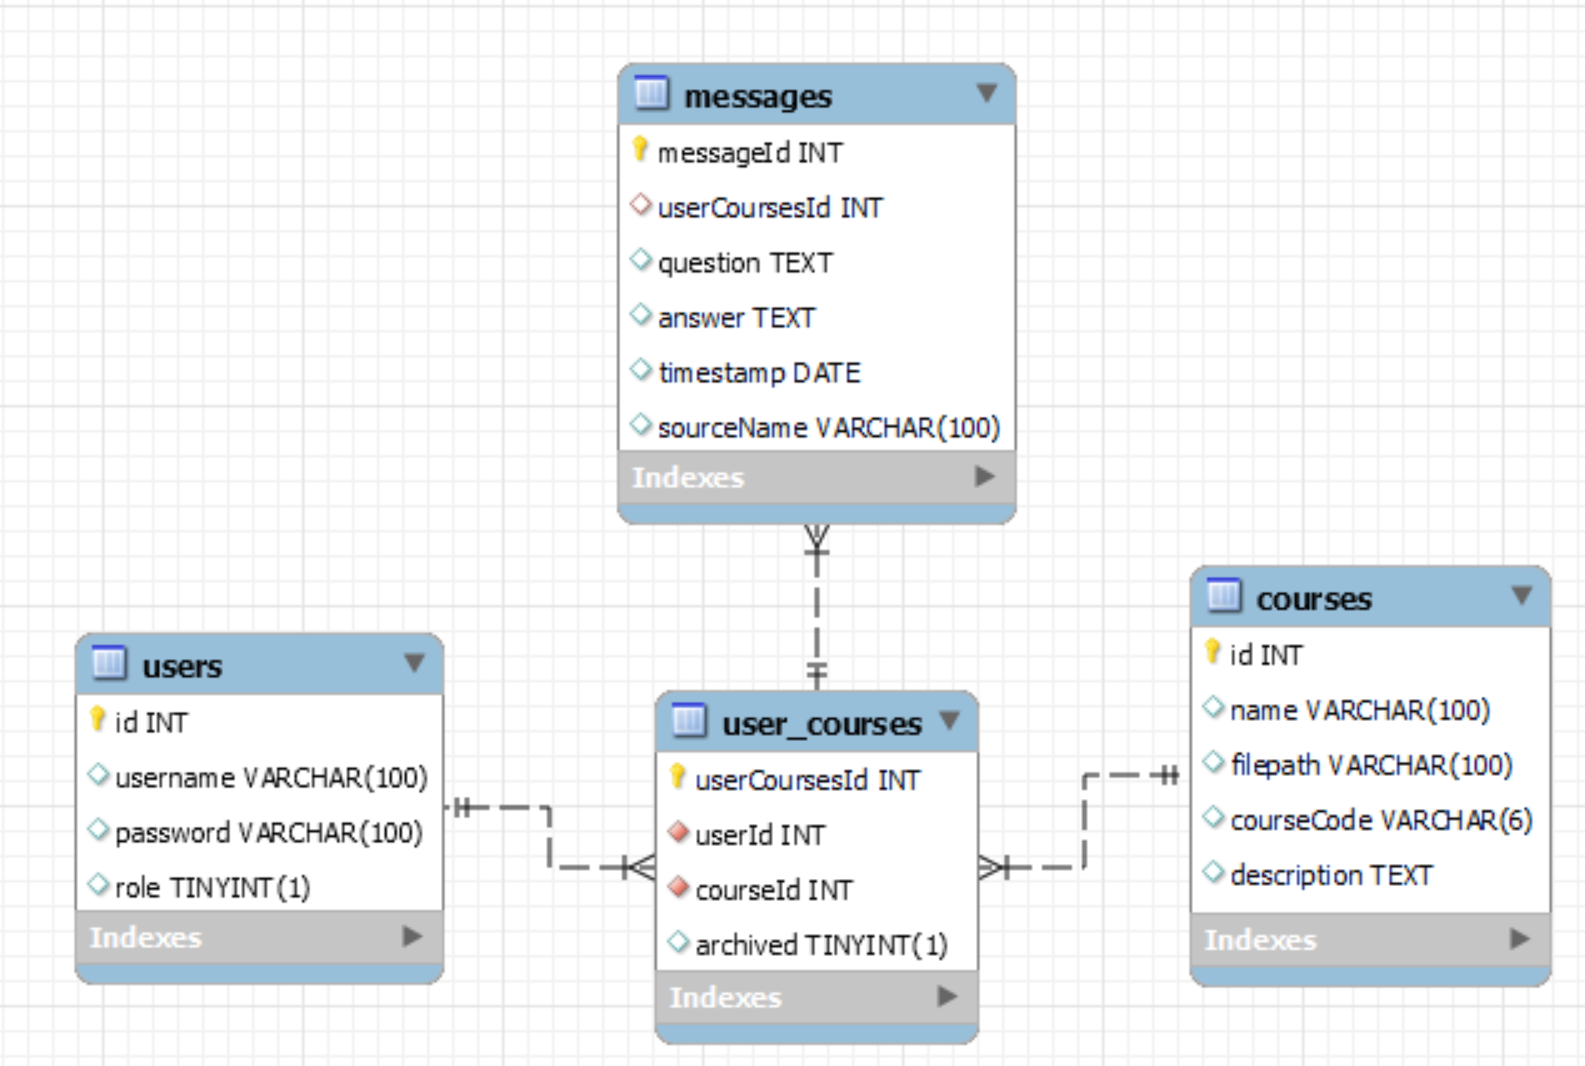 messages
messageId INT
userCoursesId INT
question TEXT
answer TEXT
timestamp DATE
sourceName VARCHAR(100)
Indexes
users
id INT
username VARCHAR(100)
password VARCHAR(100)
role TINYINT(1)
Indexes
user_courses
userCoursesId INT
userId INT
courseId INT
archived TINYINT(1)
Indexes
courses
id INT
name VARCHAR(100)
filepath VARCHAR(100)
courseCode VARCHAR(6)
description TEXT
Indexes